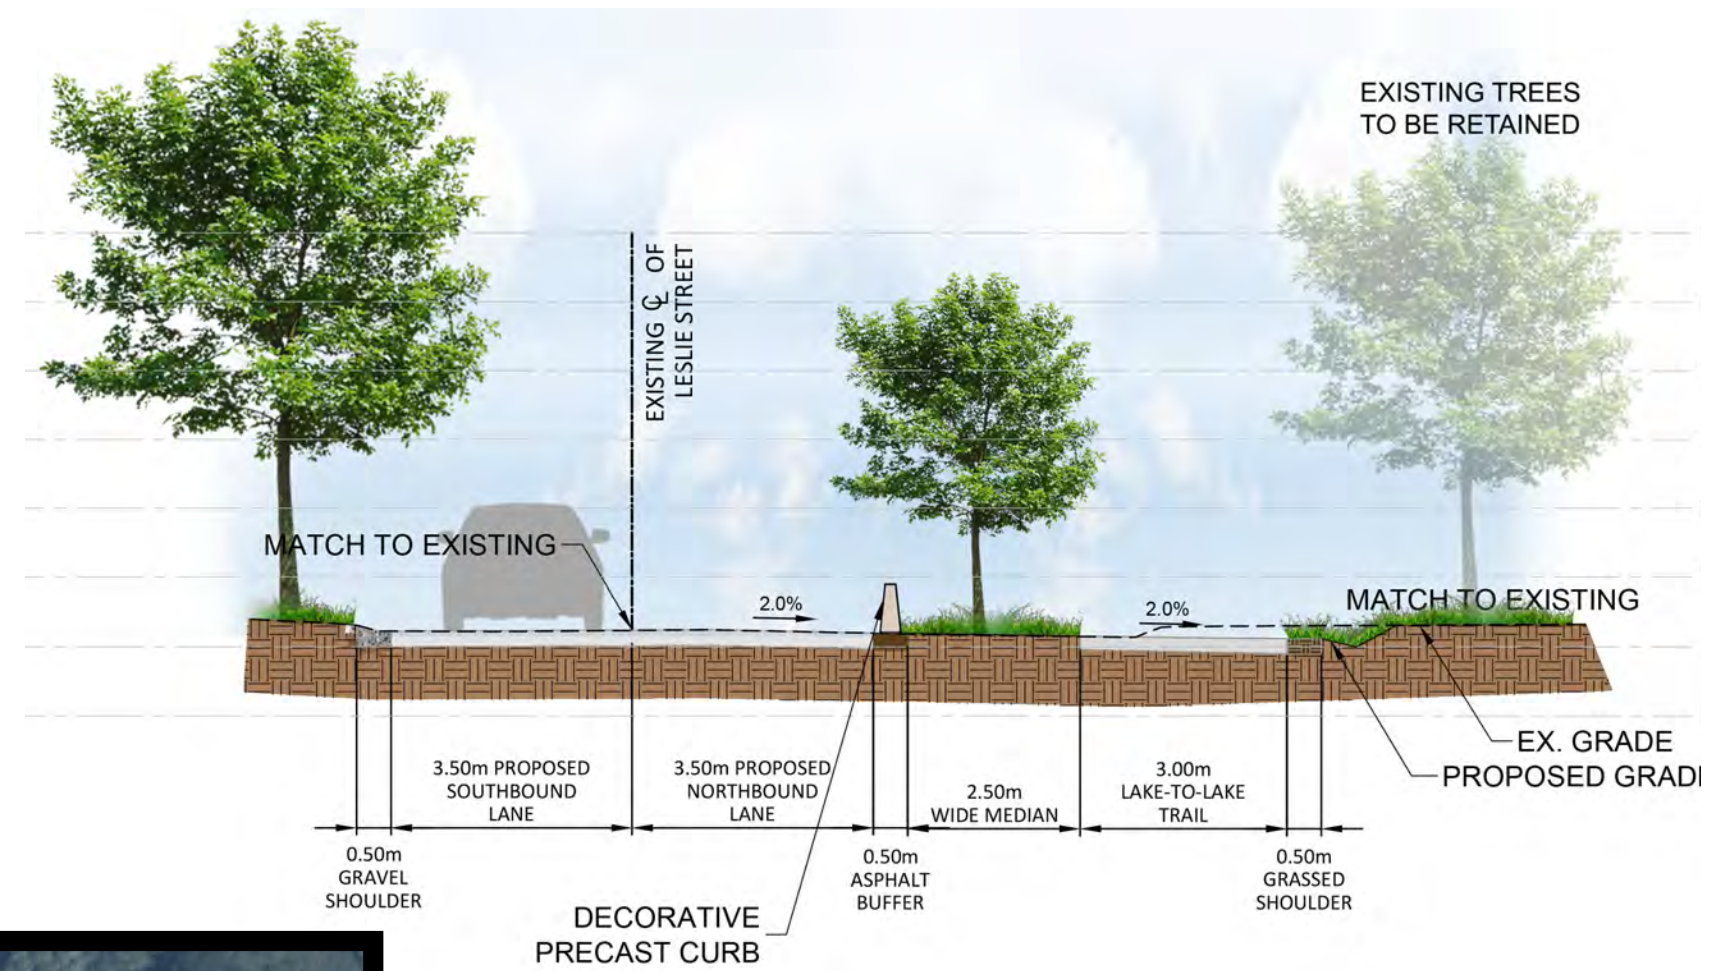 EXISTING TREES
TO BE RETAINED
EXISTING ℄ OF
LESLIE STREET
MATCH TO EXISTING
2.0%
2.0%
MATCH TO EXISTING
EX. GRADE
PROPOSED GRADE
3.50m PROPOSED
SOUTHBOUND
LANE
3.50m PROPOSED
NORTHBOUND
LANE
2.50m
WIDE MEDIAN
3.00m
LAKE-TO-LAKE
TRAIL
0.50m
GRAVEL
SHOULDER
0.50m
ASPHALT
BUFFER
0.50m
GRASSED
SHOULDER
DECORATIVE
PRECAST CURB